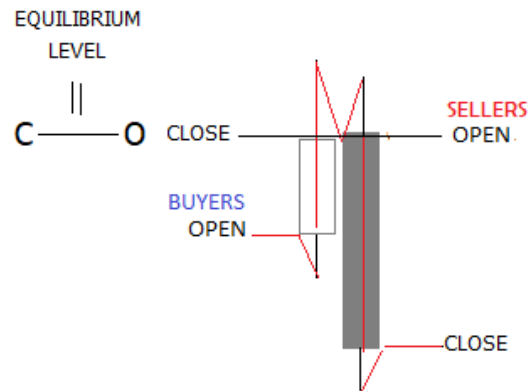 EQUILIBRIUM
LEVEL
C O CLOSE
SELLERS
OPEN
BUYERS
OPEN
CLOSE